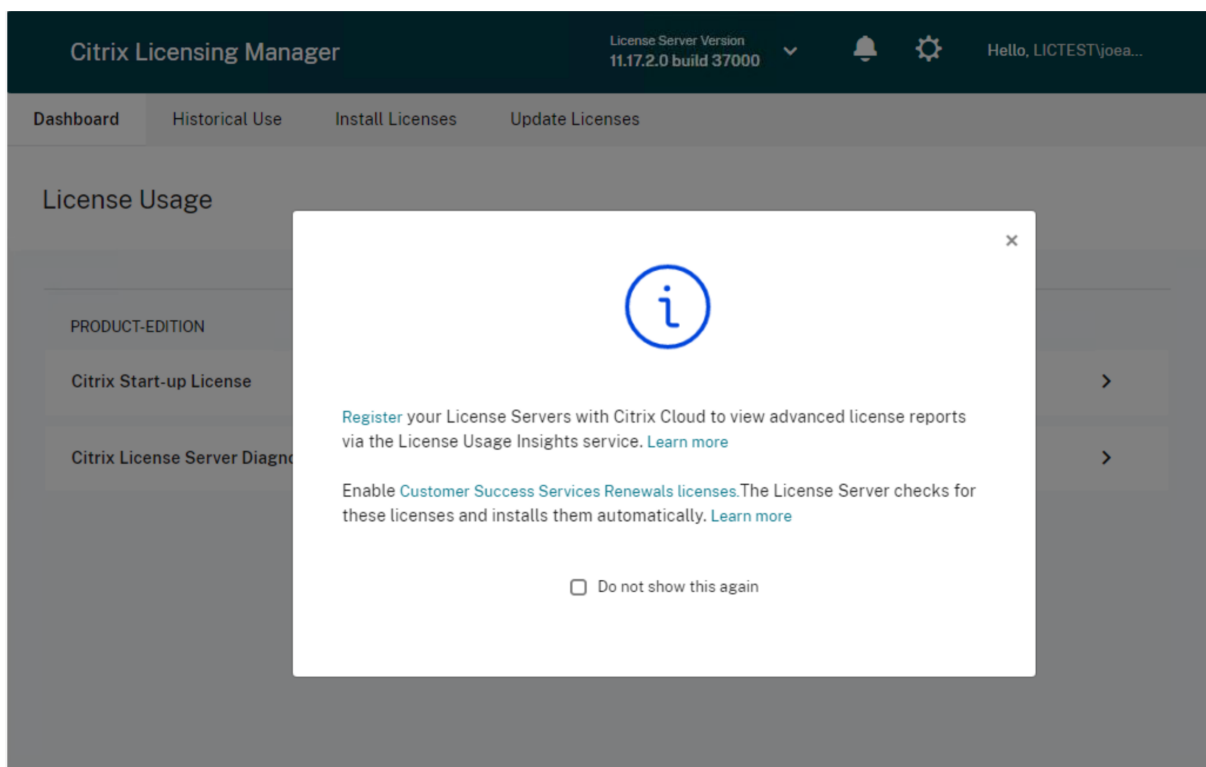 Citrix Licensing Manager
License Server Version
11.17.2.0 build 37000
Hello, LICTEST\joea...
Dashboard
Historical Use
Install Licenses
Update Licenses
License Usage
PRODUCT-EDITION
Citrix Start-up License
Citrix License Server Diagno
Register your License Servers with Citrix Cloud to view advanced license reports
via the License Usage Insights service. Learn more
Enable Customer Success Services Renewals licenses.The License Server checks for
these licenses and installs them automatically. Learn more
Do not show this again